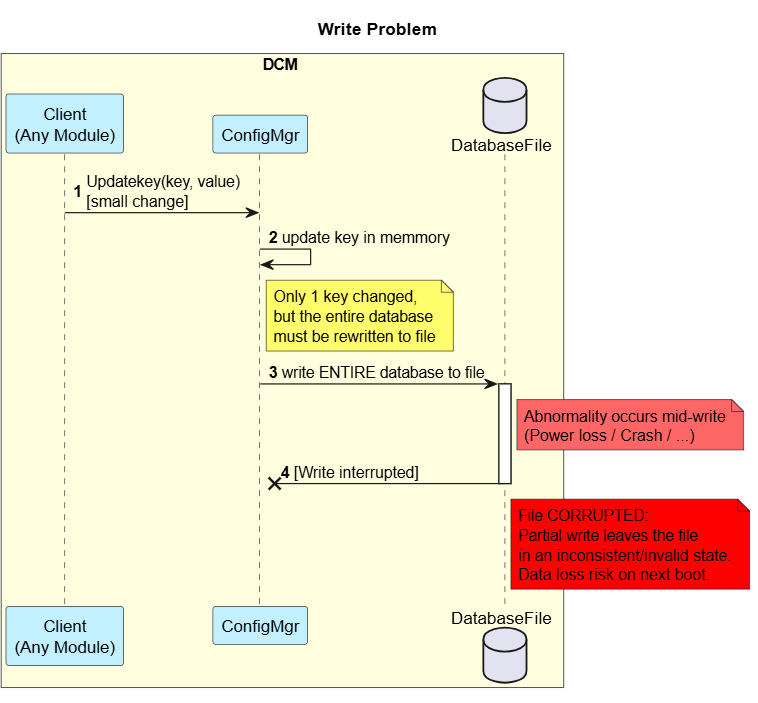 Write Problem
DCM
Client
(Any Module)
ConfigMgr
DatabaseFile
1 Updatekey(key, value)
[small change]
2 update key in memmory
Only 1 key changed,
but the entire database
must be rewritten to file
3 write ENTIRE database to file
Abnormality occurs mid-write
(Power loss / Crash / ...)
4 [Write interrupted]
File CORRUPTED:
Partial write leaves the file
in an inconsistent/invalid state.
Data loss risk on next boot.
Client
(Any Module)
ConfigMgr
DatabaseFile